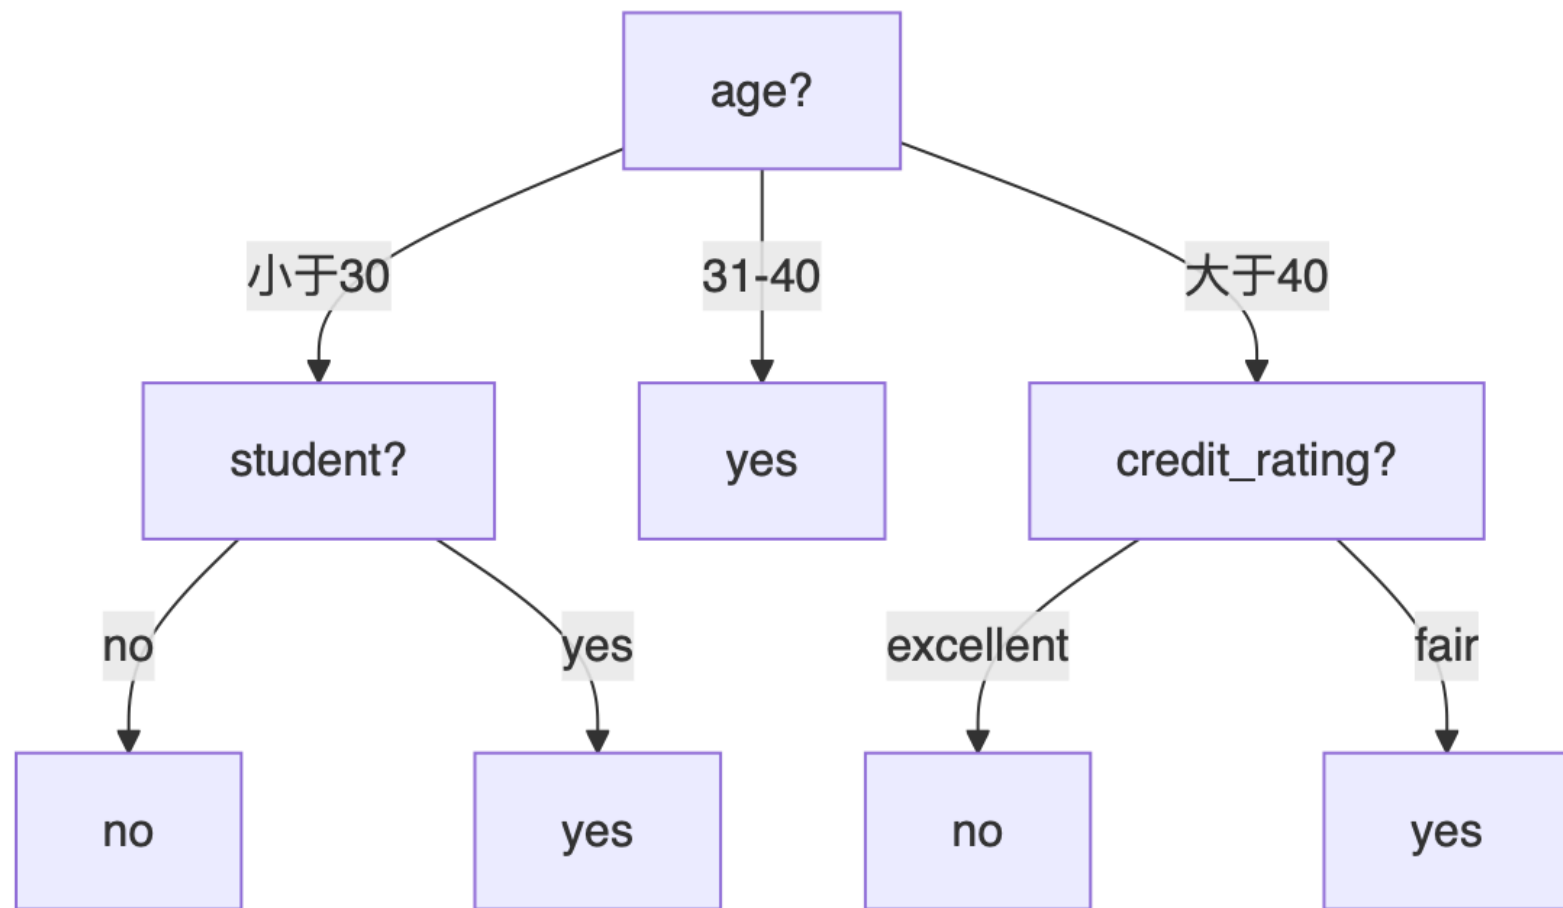 age?
小于30
31-40
大于40
student?
yes
credit_rating?
no
yes
excellent
fair
no
yes
no
yes